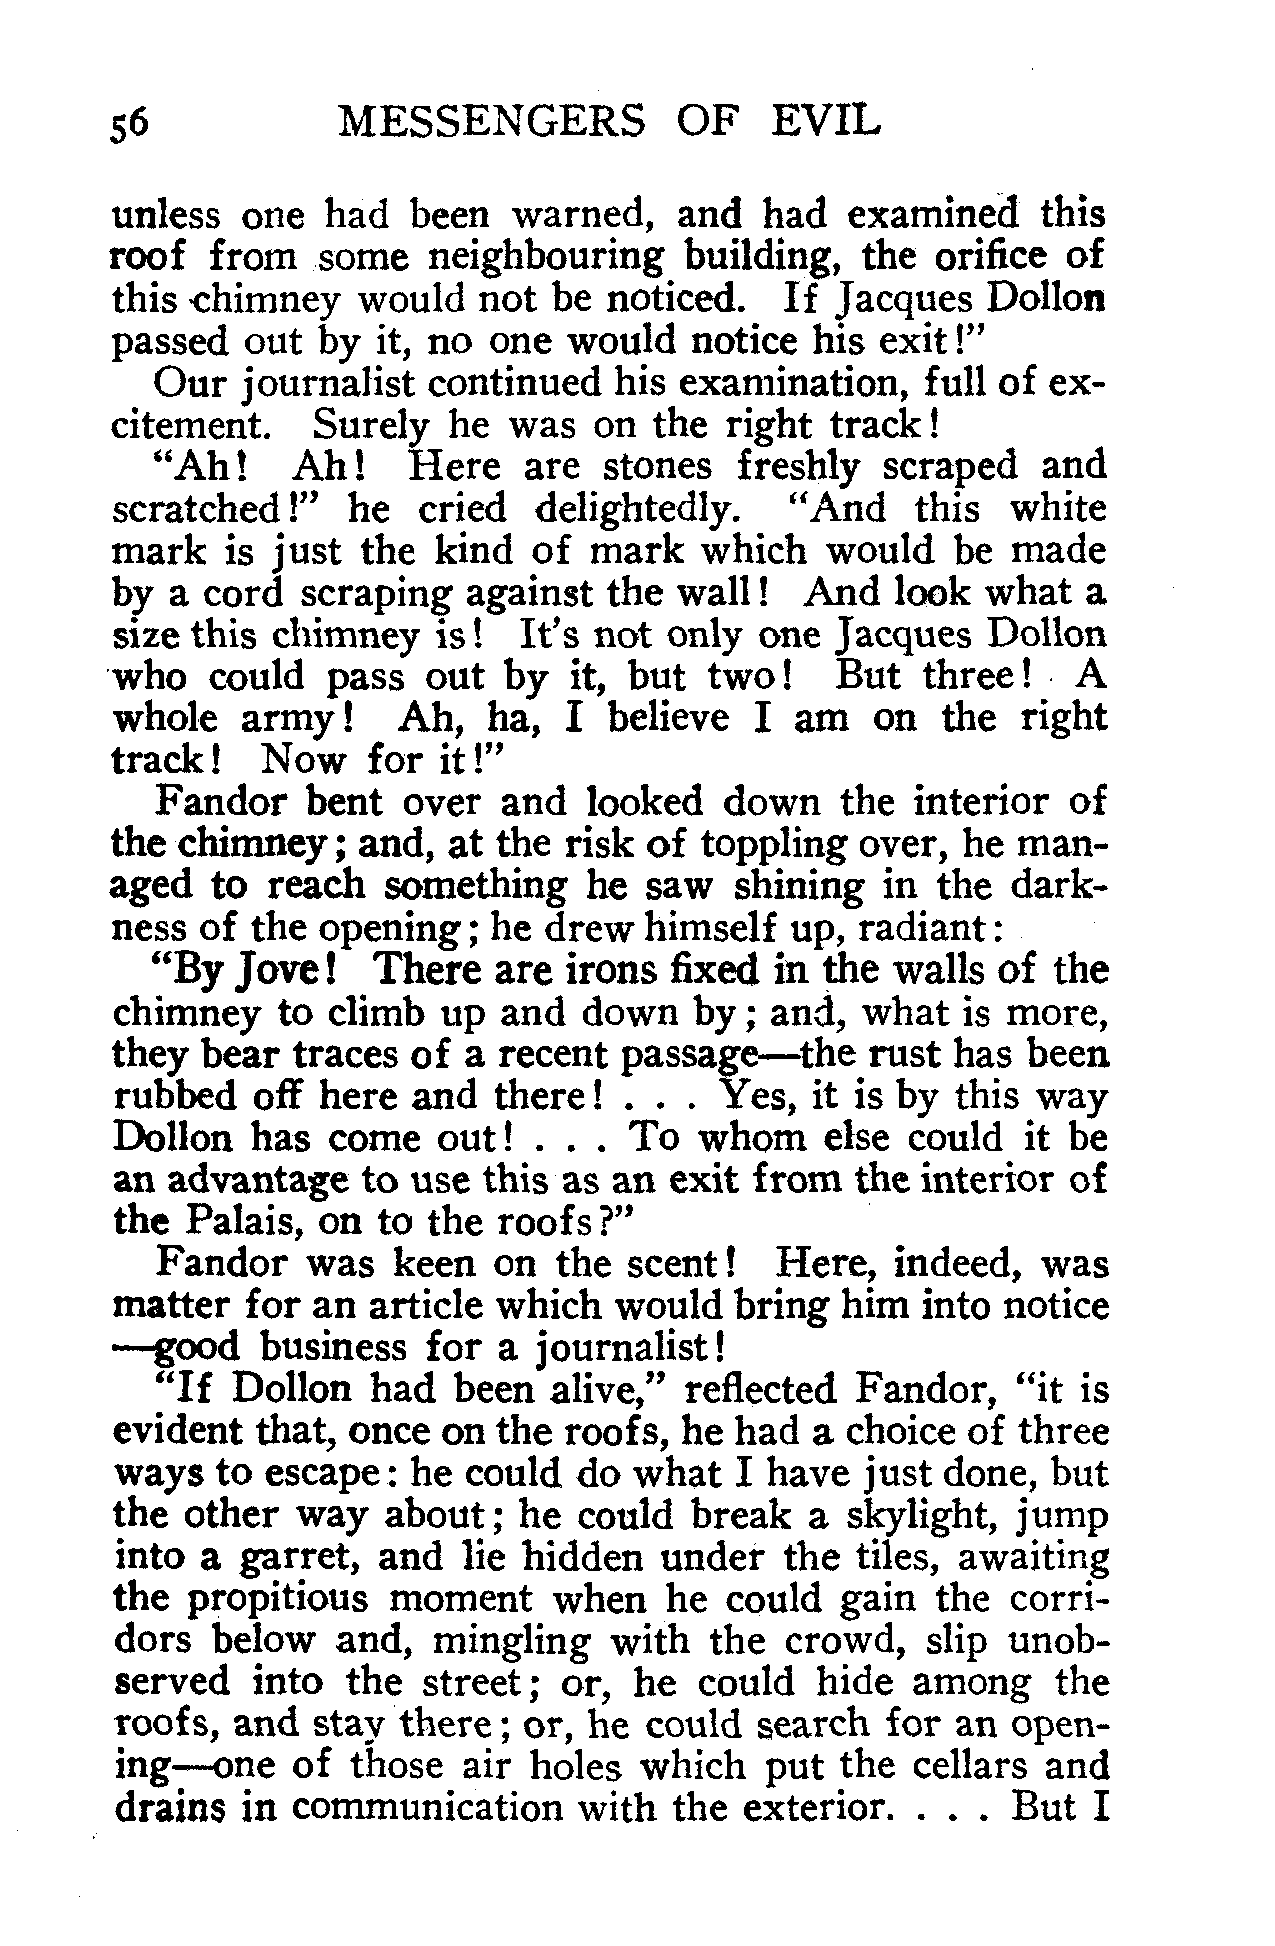 56 MESSENGERS OF EVIL
unless one had been warned, and had examined this
roof from some neighbouring building, the orifice of
this chimney would not be noticed. If Jacques Dollon
passed out by it, no one would notice his exit!"
Our journalist continued his examination, full of ex-
citement. Surely he was on the right track!
"Ah! Ah! Here are stones freshly scraped and
scratched!" he cried delightedly. "And this white
mark is just the kind of mark which would be made
by a cord scraping against the wall! And look what a
size this chimney is! It's not only one Jacques Dollon
who could pass out by it, but two! But three! A
whole army! Ah, ha, I believe I am on the right
track! Now for it!"
Fandor bent over and looked down the interior of
the chimney; and, at the risk of toppling over, he man-
aged to reach something he saw shining in the dark-
ness of the opening; he drew himself up, radiant:
"By Jove! There are irons fixed in the walls of the
chimney to climb up and down by; and, what is more,
they bear traces of a recent passage—the rust has been
rubbed off here and there! . . . Yes, it is by this way
Dollon has come out! . . . To whom else could it be
an advantage to use this as an exit from the interior of
the Palais, on to the roofs?"
Fandor was keen on the scent! Here, indeed, was
matter for an article which would bring him into notice
—good business for a journalist!
"If Dollon had been alive," reflected Fandor, "it is
evident that, once on the roofs, he had a choice of three
ways to escape: he could do what I have just done, but
the other way about; he could break a skylight, jump
into a garret, and lie hidden under the tiles, awaiting
the propitious moment when he could gain the corri-
dors below and, mingling with the crowd, slip unob-
served into the street; or, he could hide among the
roofs, and stay there; or, he could search for an open-
ing—one of those air holes which put the cellars and
drains in communication with the exterior. . . . But I